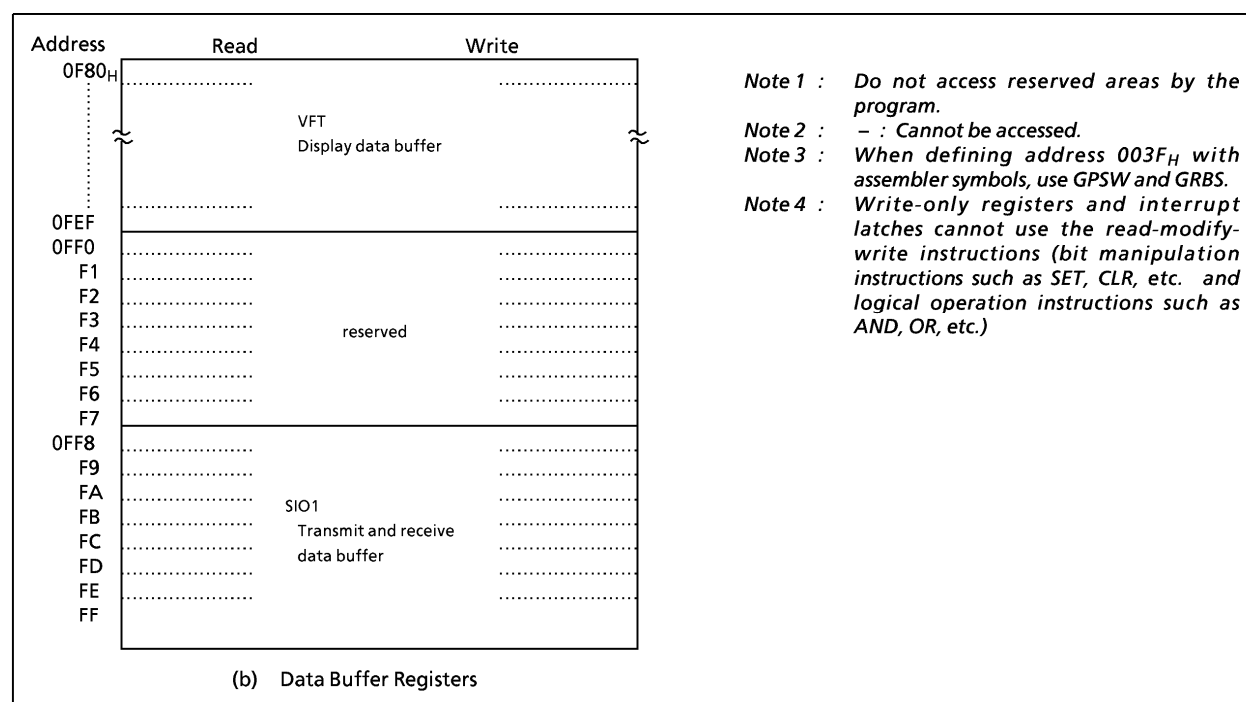 Address Read Write
0F80H
VFT
Display data buffer
0FEF
0FF0
F1
F2
F3
reserved
F4
F5
F6
F7
0FF8
F9
FA
SIO1
FB
Transmit and receive
FC
data buffer
FD
FE
FF
(b) Data Buffer Registers
Note 1 : Do not access reserved areas by the
program.
Note 2 : – : Cannot be accessed.
Note 3 : When defining address 003FH with
assembler symbols, use GPSW and GRBS.
Note 4 : Write-only registers and interrupt
latches cannot use the read-modify-
write instructions (bit manipulation
instructions such as SET, CLR, etc. and
logical operation instructions such as
AND, OR, etc.)